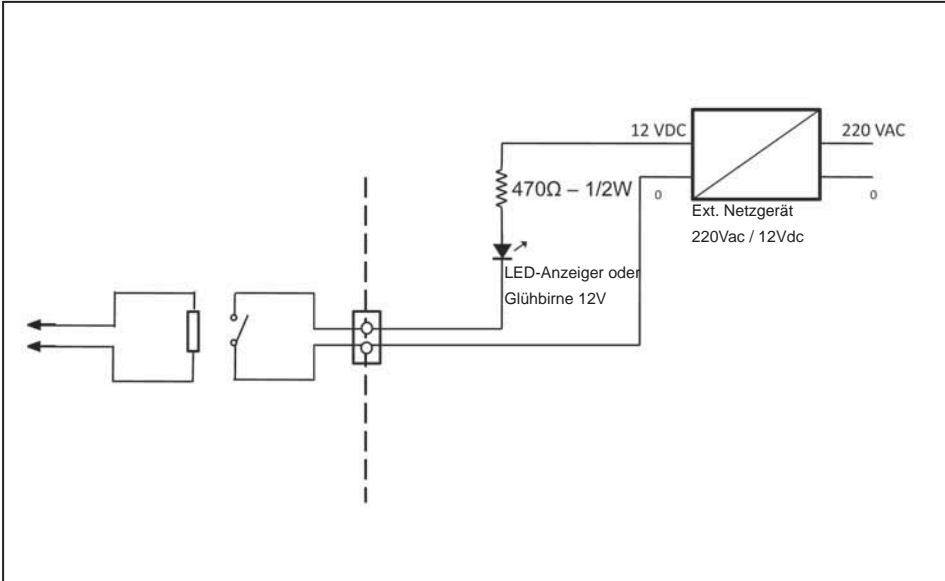 12 VDC
220 VAC
470Ω – 1/2W
0
0
Ext. Netzgerät
220Vac / 12Vdc
LED-Anzeiger oder
Glühbirne 12V